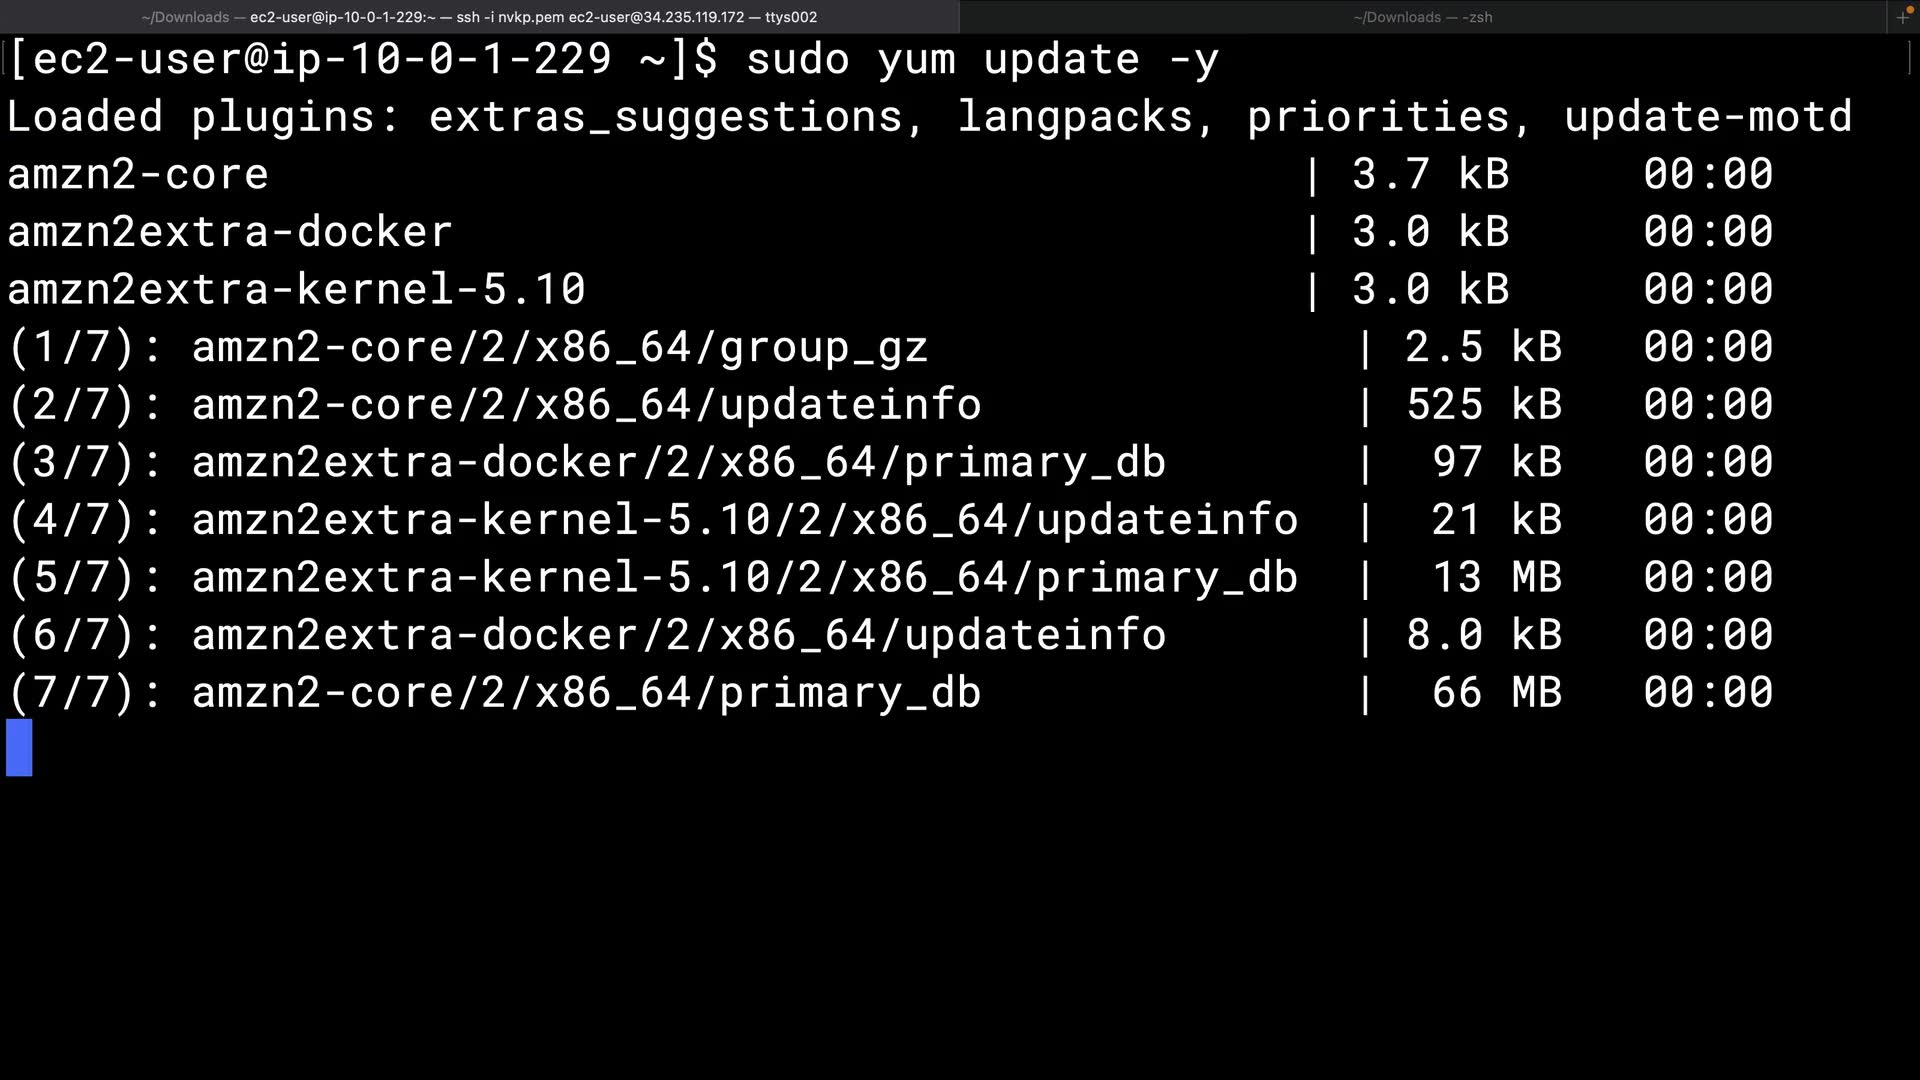 ~/Downloads — ec2-user@ip-10-0-1-229:~ — ssh -i nvkp.pem ec2-user@34.235.119.172 — ttys002
~/Downloads — -zsh
[ec2-user@ip-10-0-1-229 ~]$ sudo yum update -y
Loaded plugins: extras_suggestions, langpacks, priorities, update-motd
amzn2-core | 3.7 kB 00:00
amzn2extra-docker | 3.0 kB 00:00
amzn2extra-kernel-5.10 | 3.0 kB 00:00
(1/7): amzn2-core/2/x86_64/group_gz | 2.5 kB 00:00
(2/7): amzn2-core/2/x86_64/updateinfo | 525 kB 00:00
(3/7): amzn2extra-docker/2/x86_64/primary_db | 97 kB 00:00
(4/7): amzn2extra-kernel-5.10/2/x86_64/updateinfo | 21 kB 00:00
(5/7): amzn2extra-kernel-5.10/2/x86_64/primary_db | 13 MB 00:00
(6/7): amzn2extra-docker/2/x86_64/updateinfo | 8.0 kB 00:00
(7/7): amzn2-core/2/x86_64/primary_db | 66 MB 00:00